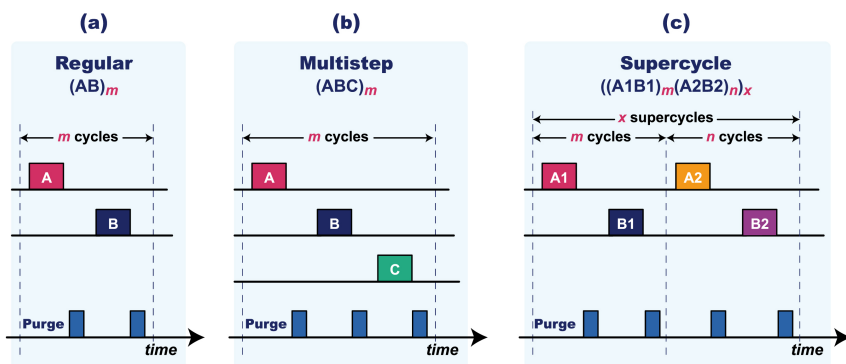 (a)
Regular
(AB)m
m cycles
A
B
Purge
time
(b)
Multistep
(ABC)m
m cycles
A
B
C
Purge
time
(c)
Supercycle
((A1B1)m(A2B2)n)x
x supercycles
m cycles
n cycles
A1
A2
B1
B2
Purge
time